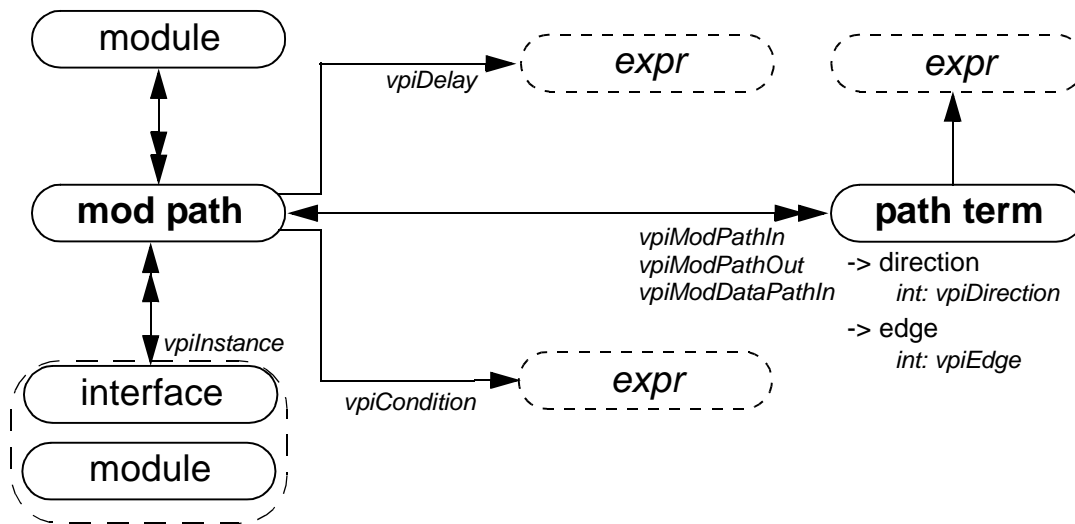 module
expr
expr
vpiDelay
mod path
path term
vpiModPathIn
vpiModPathOut
vpiModDataPathIn
-> direction
int: vpiDirection
-> edge
int: vpiEdge
vpiInstance
interface
vpiCondition
expr
module